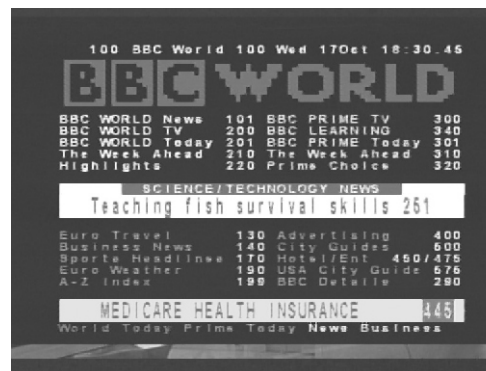 100 BBC World 100 Wed 17Oct 18:30.45
BBC WORLD
BBC WORLD News 101 BBC PRIME TV 300
BBC WORLD TV 200 BBC LEARNING 340
BBC WORLD Today 201 BBC PRIME Today 301
The Week Ahead 210 The Week Ahead 310
Highlights 220 Prime Choice 320
SCIENCE/TECHNOLOGY NEWS
Teaching fish survival skills 251
Euro Travel 130 Advertising 400
Business News 140 City Guides 500
Sports Headlines 170 Hotel/Ent 450/475
Euro Weather 190 USA City Guide 576
A-Z Index 199 BBC Details 290
MEDICARE HEALTH INSURANCE 445
World Today Prime Today News Business